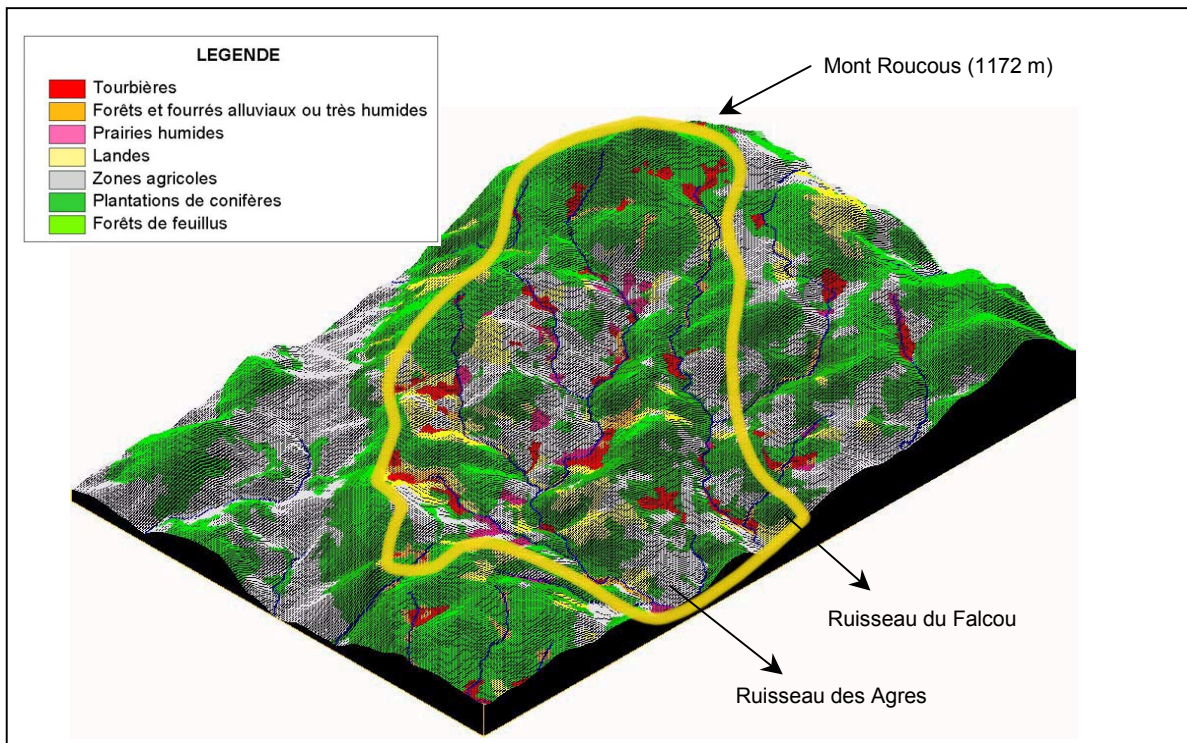 LEGENDE
Tourbières
Forêts et fourrés alluviaux ou très humides
Prairies humides
Landes
Zones agricoles
Plantations de conifères
Forêts de feuillus
Mont Roucous (1172 m)
Ruisseau du Falcou
Ruisseau des Agres